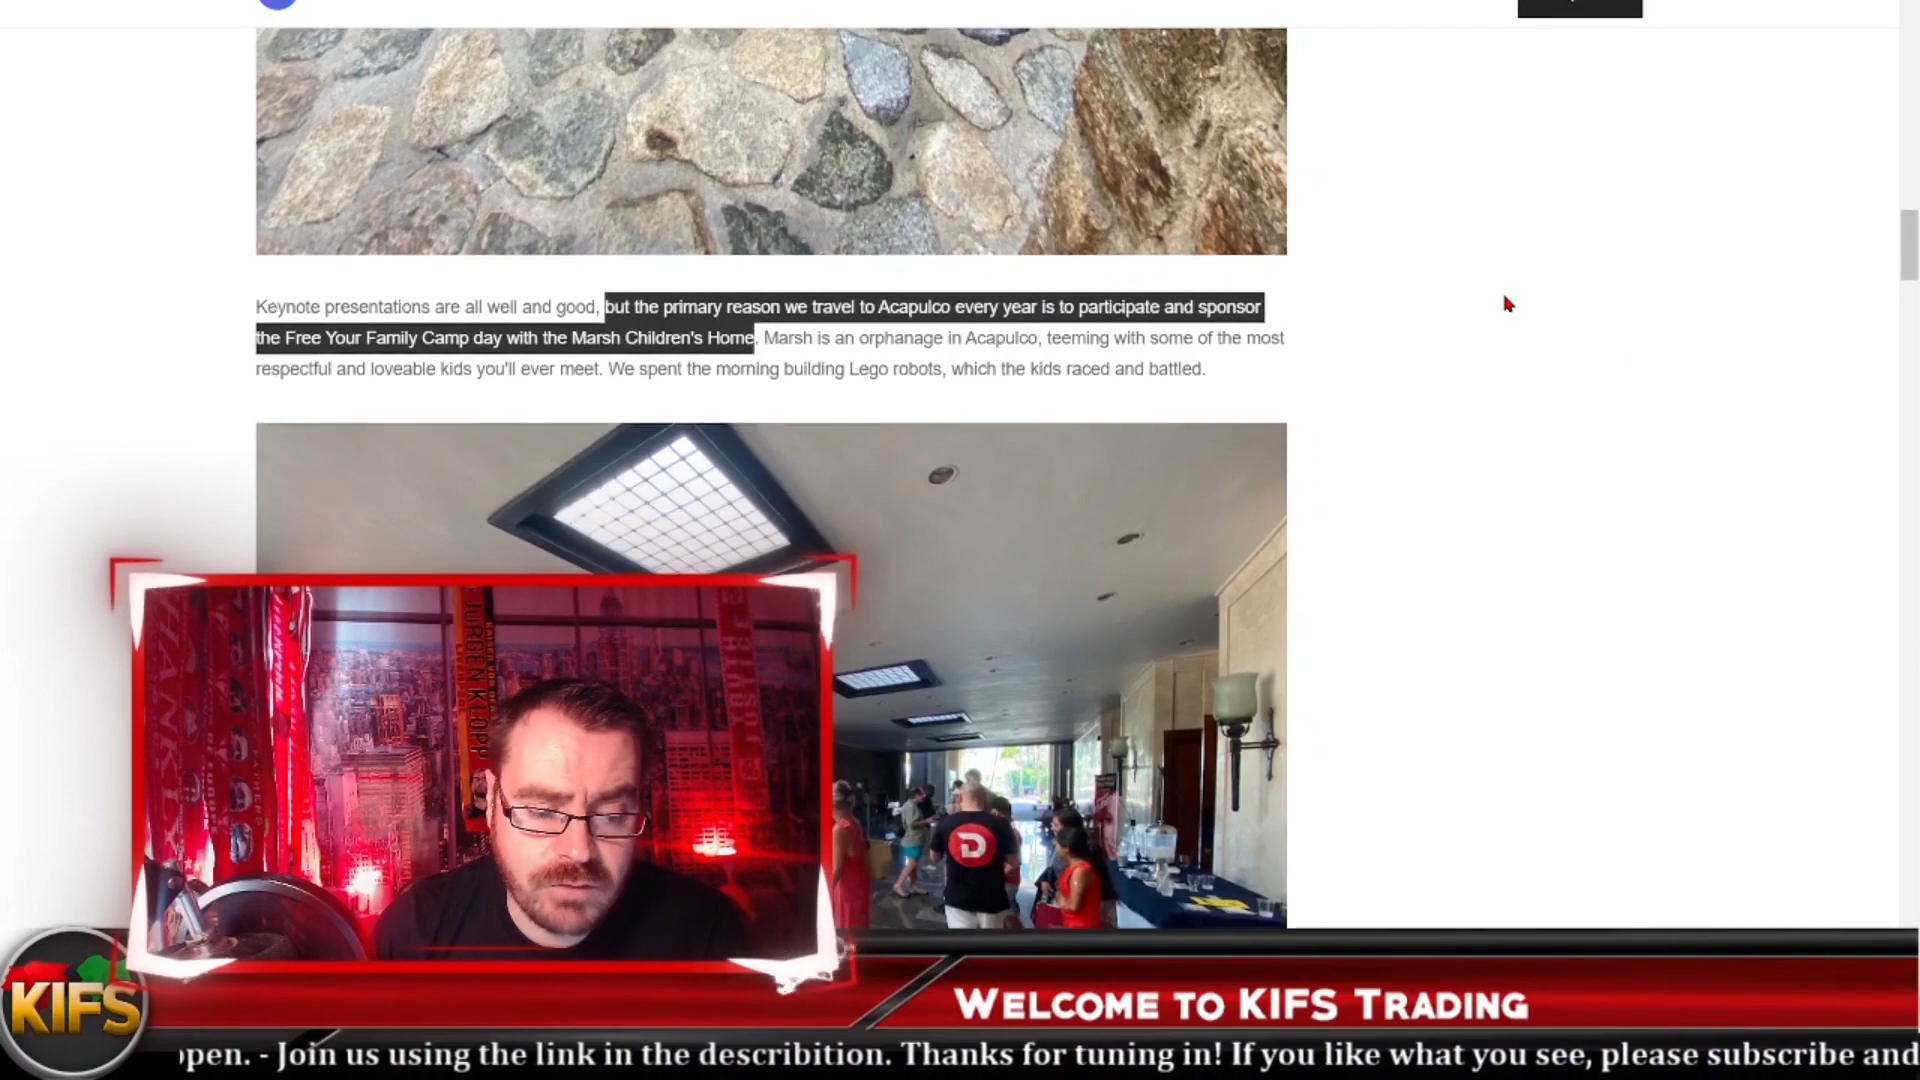 Keynote presentations are all well and good, but the primary reason we travel to Acapulco every year is to participate and sponsor
the Free Your Family Camp day with the Marsh Children's Home. Marsh is an orphanage in Acapulco, teeming with some of the most
respectful and loveable kids you'll ever meet. We spent the morning building Lego robots, which the kids raced and battled.
JÜRGEN KLOPP
KIFS
WELCOME TO KIFS TRADING
open. - Join us using the link in the describition. Thanks for tuning in! If you like what you see, please subscribe and